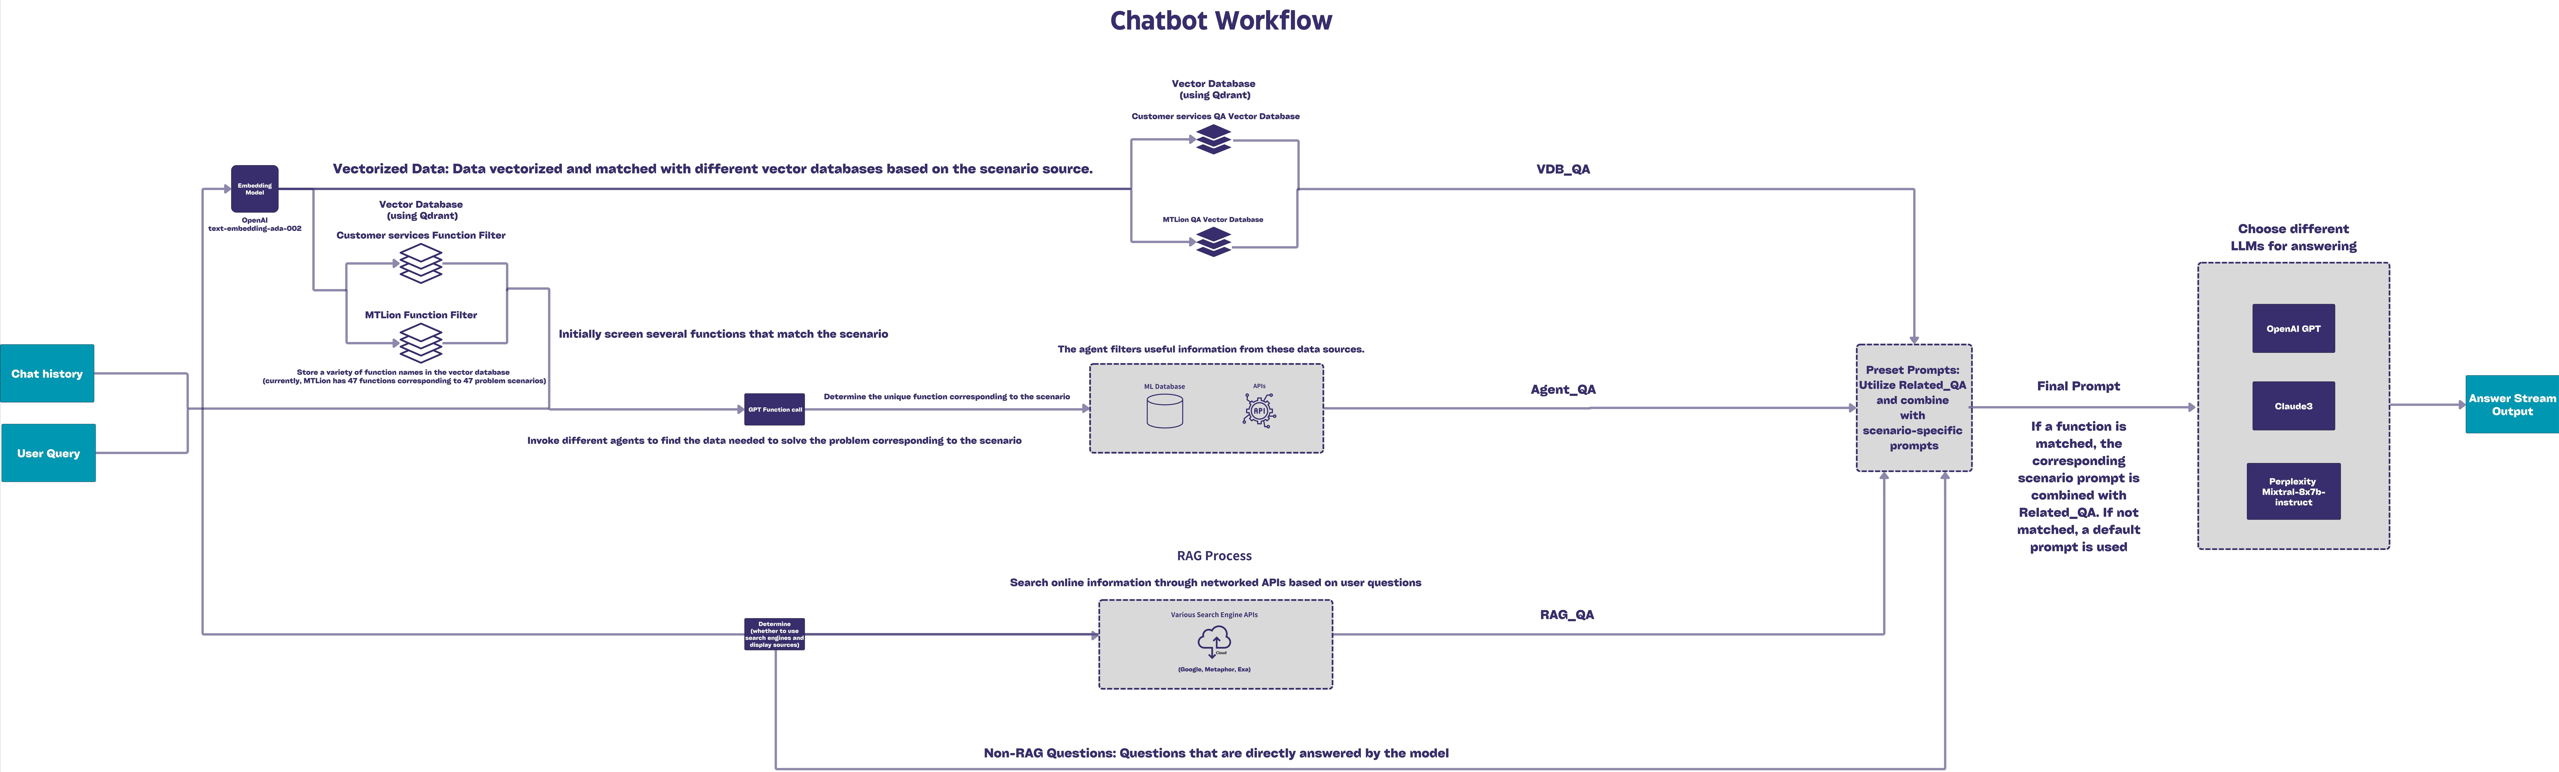 Chatbot Workflow
Vector Database
(using Qdrant)
Customer services QA Vector Database
Vectorized Data: Data vectorized and matched with different vector databases based on the scenario source.
VDB_QA
Embedding
Model
OpenAI
text-embedding-ada-002
Vector Database
(using Qdrant)
Customer services Function Filter
MTLion QA Vector Database
Choose different
LLMs for answering
MTLion Function Filter
Initially screen several functions that match the scenario
Store a variety of function names in the vector database
(currently, MTLion has 47 functions corresponding to 47 problem scenarios)
Chat history
User Query
GPT Function call
Determine the unique function corresponding to the scenario
Invoke different agents to find the data needed to solve the problem corresponding to the scenario
The agent filters useful information from these data sources.
ML Database
APIs
API
Agent_QA
Preset Prompts:
Utilize Related_QA
and combine
with
scenario-specific
prompts
Final Prompt
If a function is
matched, the
corresponding
scenario prompt is
combined with
Related_QA. If not
matched, a default
prompt is used
OpenAI GPT
Claude3
Perplexity
Mixtral-8x7b-
instruct
Answer Stream
Output
RAG Process
Search online information through networked APIs based on user questions
Determine
(whether to use
search engines and
display sources)
Various Search Engine APIs
Cloud
(Google, Metaphor, Exa)
RAG_QA
Non-RAG Questions: Questions that are directly answered by the model